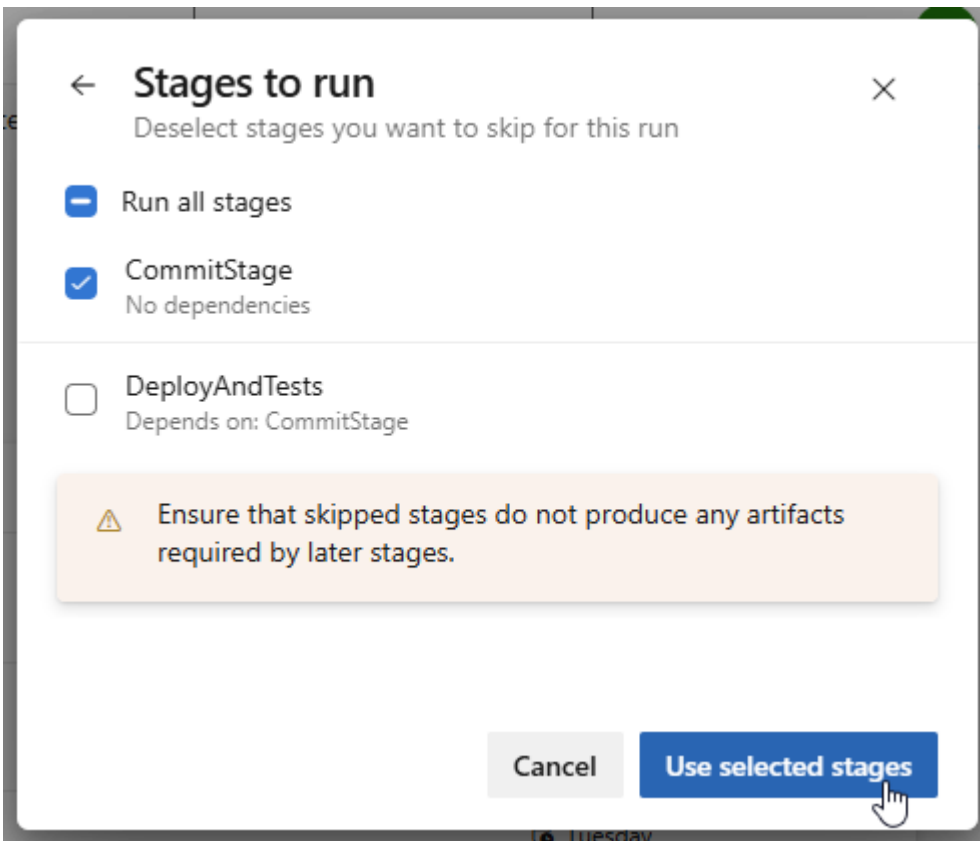 Stages to run
Deselect stages you want to skip for this run
Run all stages
CommitStage
No dependencies
DeployAndTests
Depends on: CommitStage
Ensure that skipped stages do not produce any artifacts
required by later stages.
Cancel
Use selected stages
Tuesday